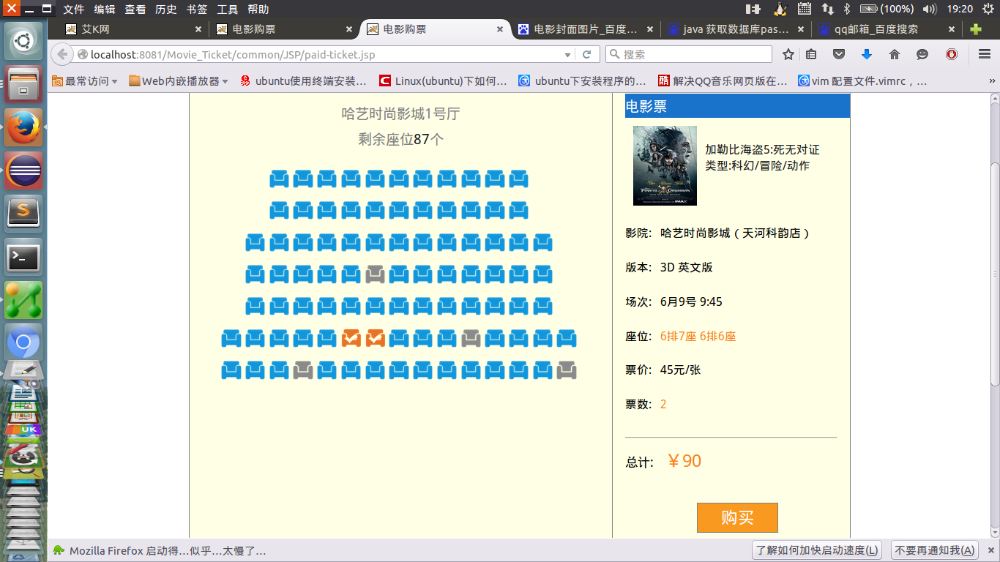 文件 编辑 查看 历史 书签 工具 帮助
(100%) 19:20
艾K网
电影购票
电影购票
电影封面图片_百度...
java 获取数据库pas...
qq邮箱_百度搜索
localhost:8081/Movie_Ticket/common/JSP/paid-ticket.jsp
搜索
最常访问
Web内嵌播放器
ubuntu使用终端安装...
Linux(ubuntu)下如何...
ubuntu下安装程序的...
解决QQ音乐网页版在...
vim 配置文件.vimrc，...
哈艺时尚影城1号厅
剩余座位87个
电影票
加勒比海盗5:死无对证
类型:科幻/冒险/动作
影院: 哈艺时尚影城（天河科韵店）
版本: 3D 英文版
场次: 6月9号 9:45
座位: 6排7座 6排6座
票价: 45元/张
票数: 2
总计: ￥90
购买
Mozilla Firefox 启动得...似乎...太慢了...
了解如何加快启动速度(L)
不要再通知我(A)